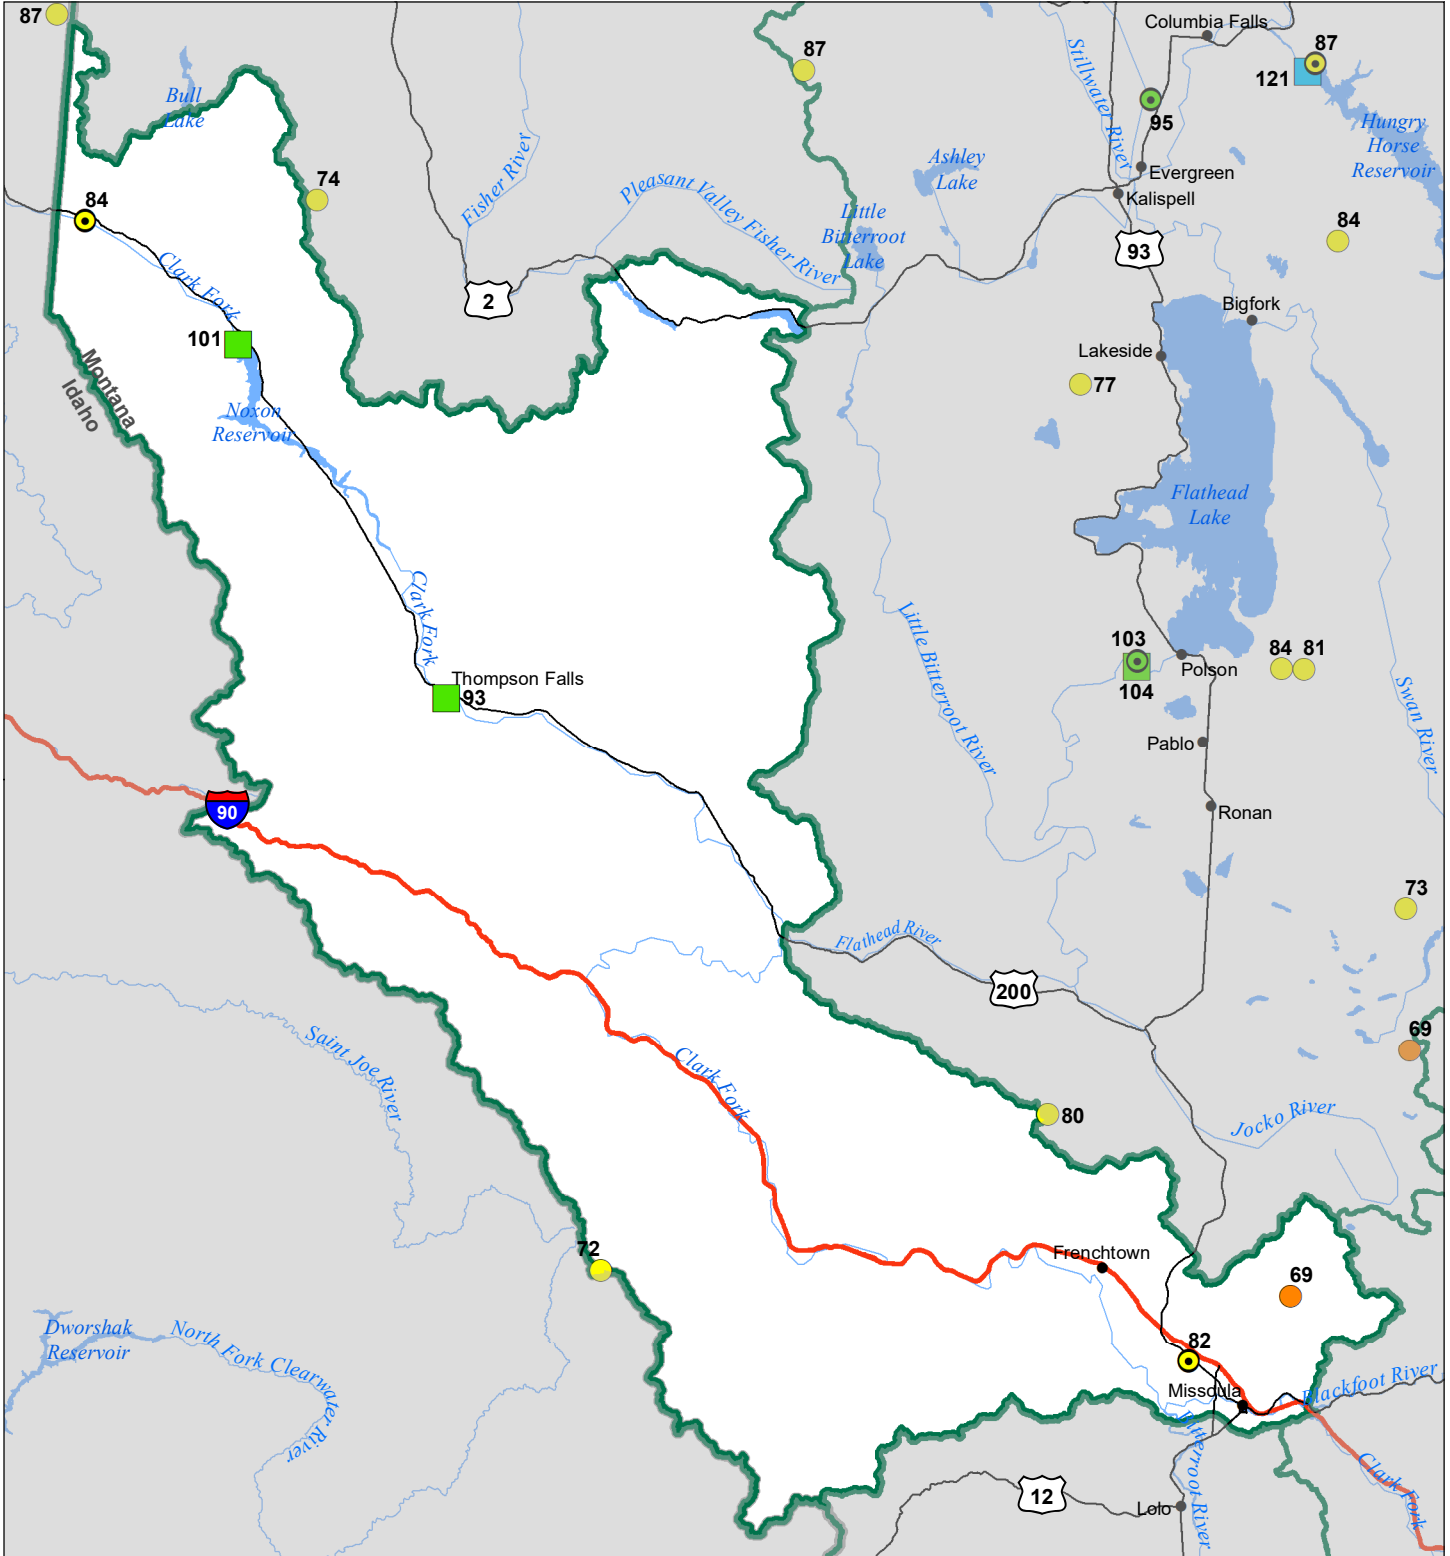 87
Columbia Falls
87
87
121
Bull
Lake
Stillwater River
95
Hungry
Horse
Reservoir
Fisher River
Ashley
Lake
Evergreen
74
Pleasant Valley Fisher River
Kalispell
84
Little
Bitterroot
Lake
84
93
Clark Fork
2
Bigfork
101
Lakeside
Montana
Idaho
77
Noxon
Reservoir
Flathead
Lake
Clark Fork
Little Bitterroot River
103
84
81
Polson
104
Thompson Falls
93
Swan River
Pablo
90
Ronan
73
Flathead River
200
Saint Joe River
69
Clark Fork
80
Jocko River
72
Frenchtown
69
Dworshak
Reservoir
North Fork Clearwater
River
82
Missoula
Blackfoot River
Bitterroot River
Clark Fork
12
Lolo